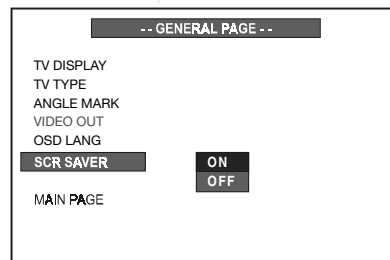 -- GENERAL PAGE --
TV DISPLAY
TV TYPE
ANGLE MARK
VIDEO OUT
OSD LANG
SCR SAVER ON
OFF
MAIN PAGE